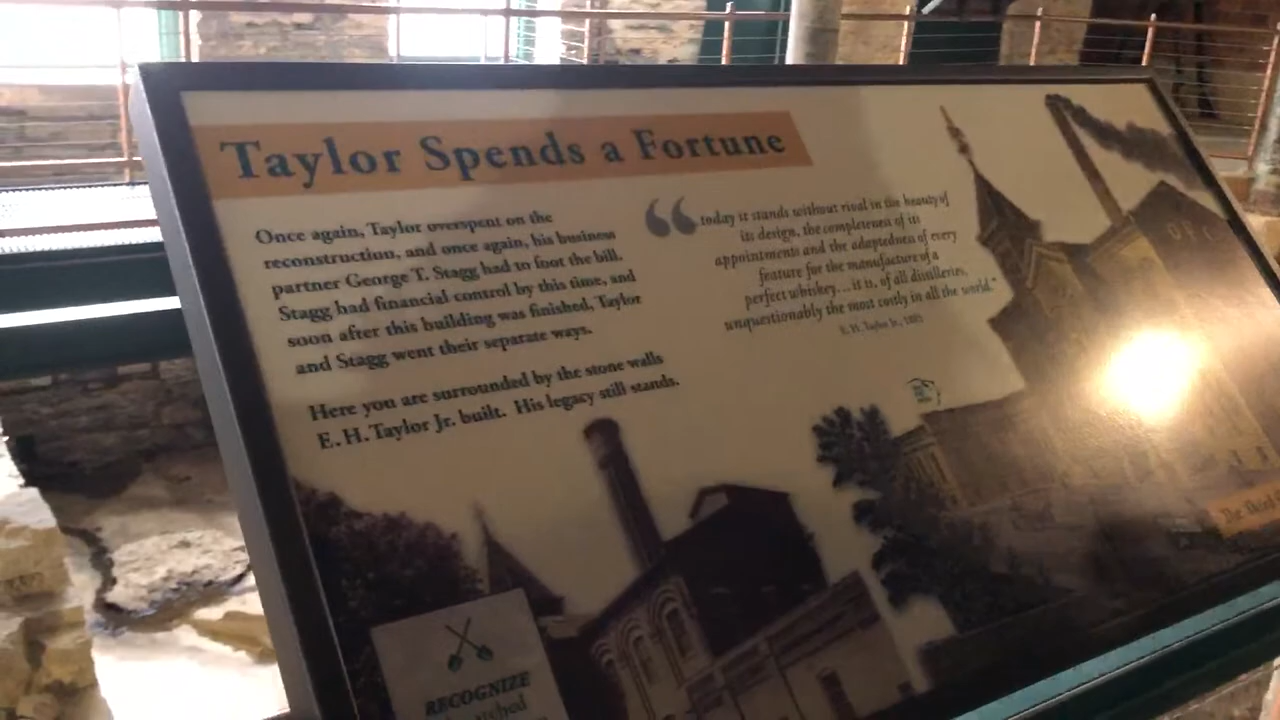 Taylor Spends a Fortune
Once again, Taylor overspent on the
reconstruction, and once again, his business
partner George T. Stagg had to foot the bill.
Stagg had financial control by this time, and
soon after this building was finished, Taylor
and Stagg went their separate ways.
Here you are surrounded by the stone walls
E. H. Taylor Jr. built. His legacy still stands.
“today it stands without rival in the beauty of
its design, the completeness of its
appointments and the adaptedness of every
feature for the manufacture of a
perfect whiskey...it is, of all distilleries,
unquestionably the most costly in all the world."
E. H. Taylor Jr., 
O F C
The
RECOGNIZE